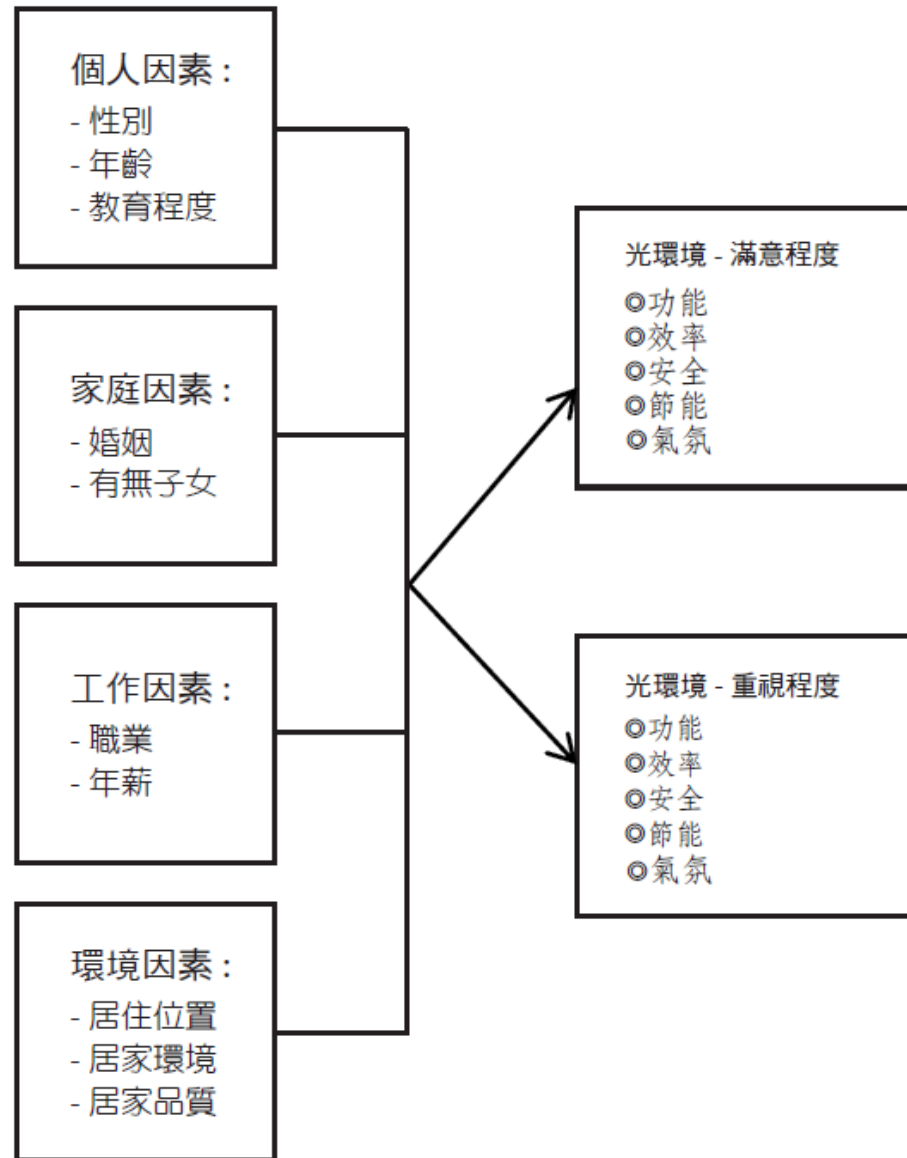 個人因素：
- 性別
- 年齡
- 教育程度
家庭因素：
- 婚姻
- 有無子女
工作因素：
- 職業
- 年薪
環境因素：
- 居住位置
- 居家環境
- 居家品質
光環境 - 滿意程度
◎功能
◎效率
◎安全
◎節能
◎氣氛
光環境 - 重視程度
◎功能
◎效率
◎安全
◎節能
◎氣氛